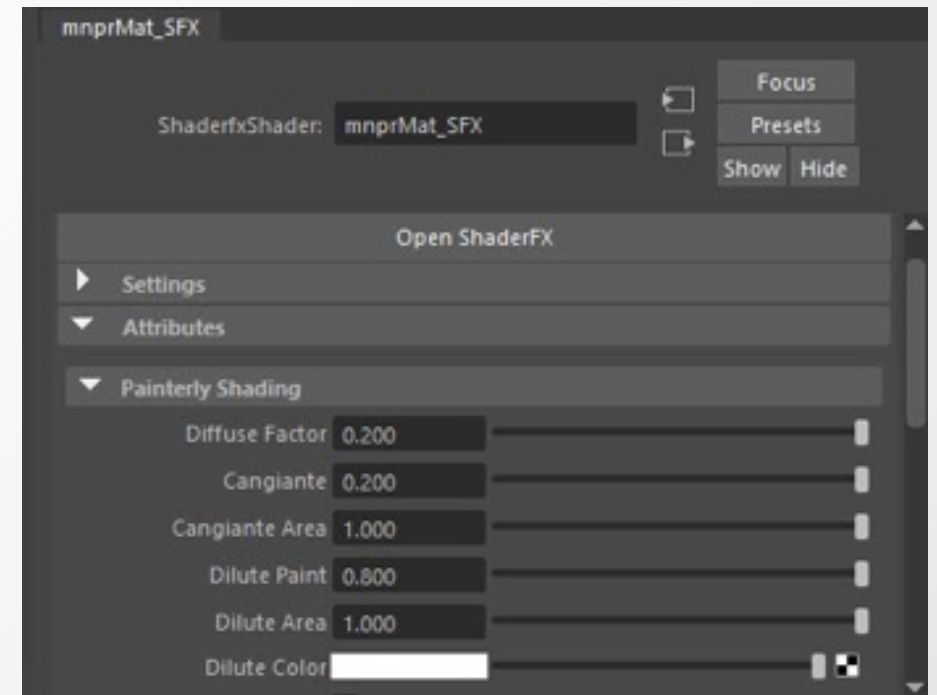 mnprMat_SFX
Focus
ShaderfxShader: mnprMat_SFX
Presets
Show Hide
Open ShaderFX
Settings
Attributes
Painterly Shading
Diffuse Factor 0.200
Cangiante 0.200
Cangiante Area 1.000
Dilute Paint 0.800
Dilute Area 1.000
Dilute Color